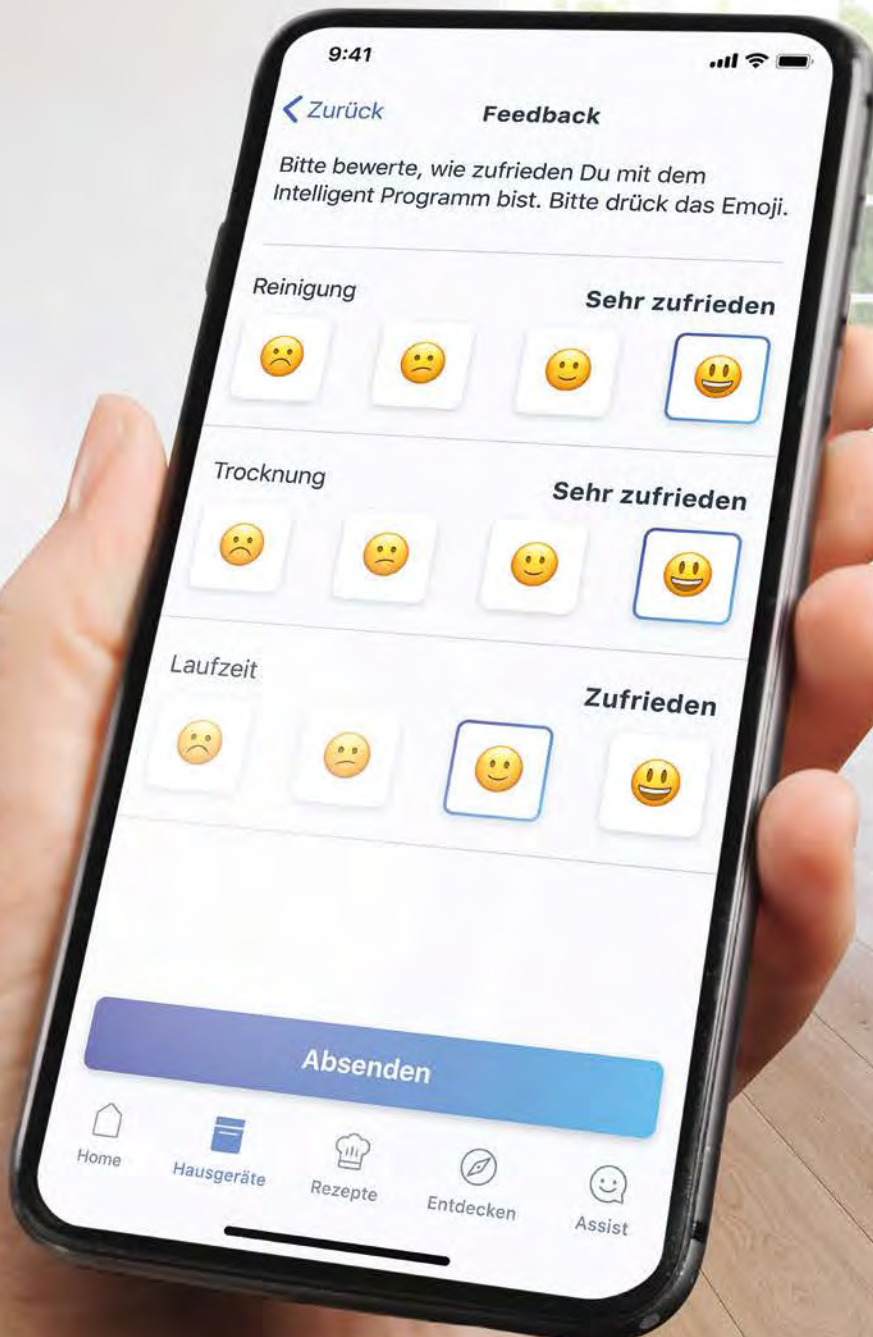 9:41
Zurück
Feedback
Bitte bewerte, wie zufrieden Du mit dem
Intelligent Programm bist. Bitte drück das Emoji.
Reinigung
Sehr zufrieden
Trocknung
Sehr zufrieden
Laufzeit
Zufrieden
Absenden
Home
Hausgeräte
Rezepte
Entdecken
Assist